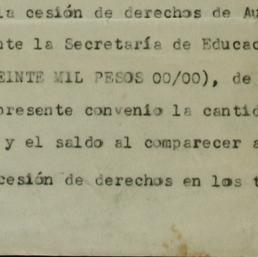 la cesión de derechos de Au
nte la Secretaría de Educac
EINTE MIL PESOS 00/00), de
presente convenio la cantid
y el saldo al comparecer a
cesión de derechos en los t